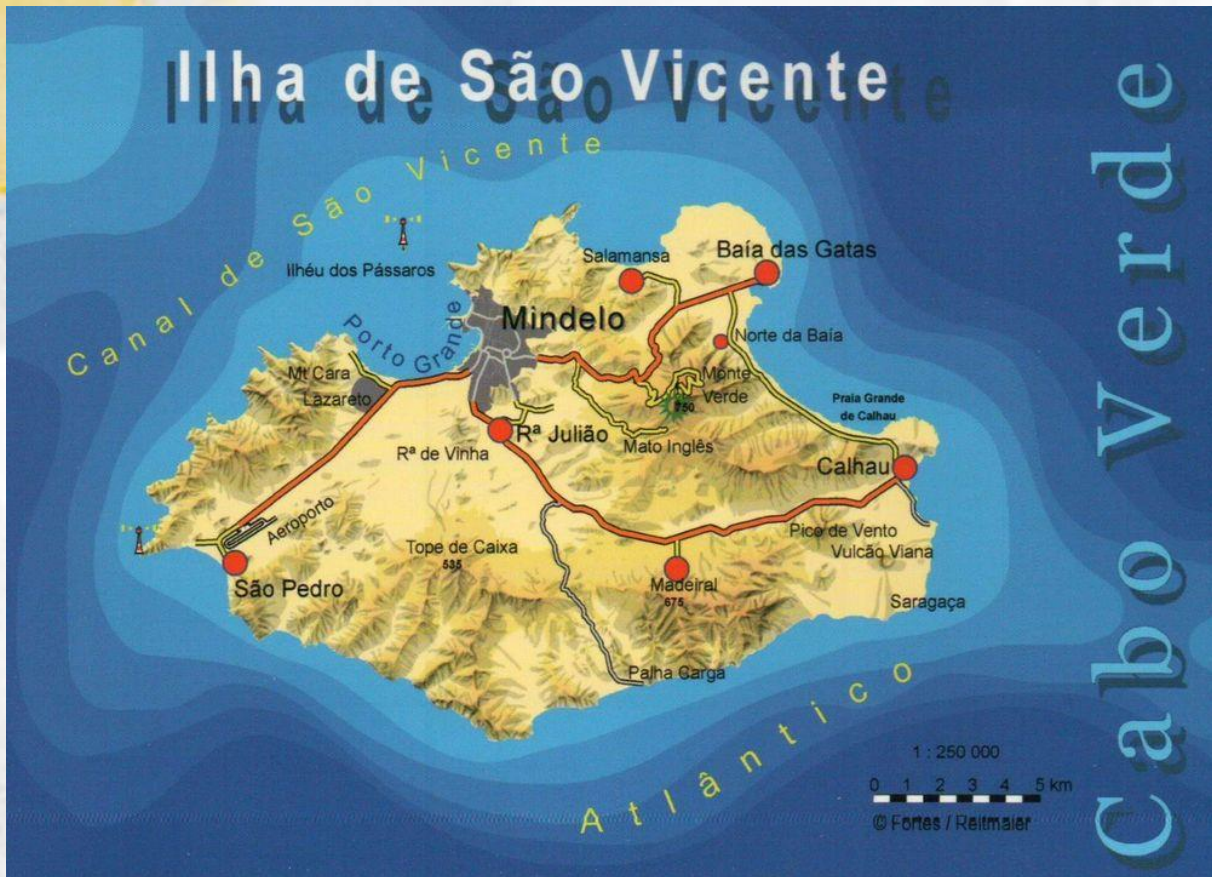 Ilha de São Vicente
Cabo Verde
Canal de São Vicente
Ilhéu dos Pássaros
Salamansa
Baía das Gatas
Porto Grande
Mindelo
Norte da Baía
Mt Cara
Lazareto
Monte
Verde
750
Praia Grande
de Calhau
Rª Julião
Mato Inglês
Rª de Vinha
Calhau
Aeroporto
Pico de Vento
Tope de Caixa
535
Vulcão Viana
São Pedro
Madeiral
675
Saragaça
Palha Carga
Atlântico
1 : 250 000
0 1 2 3 4 5 km
© Fortes / Reitmaier